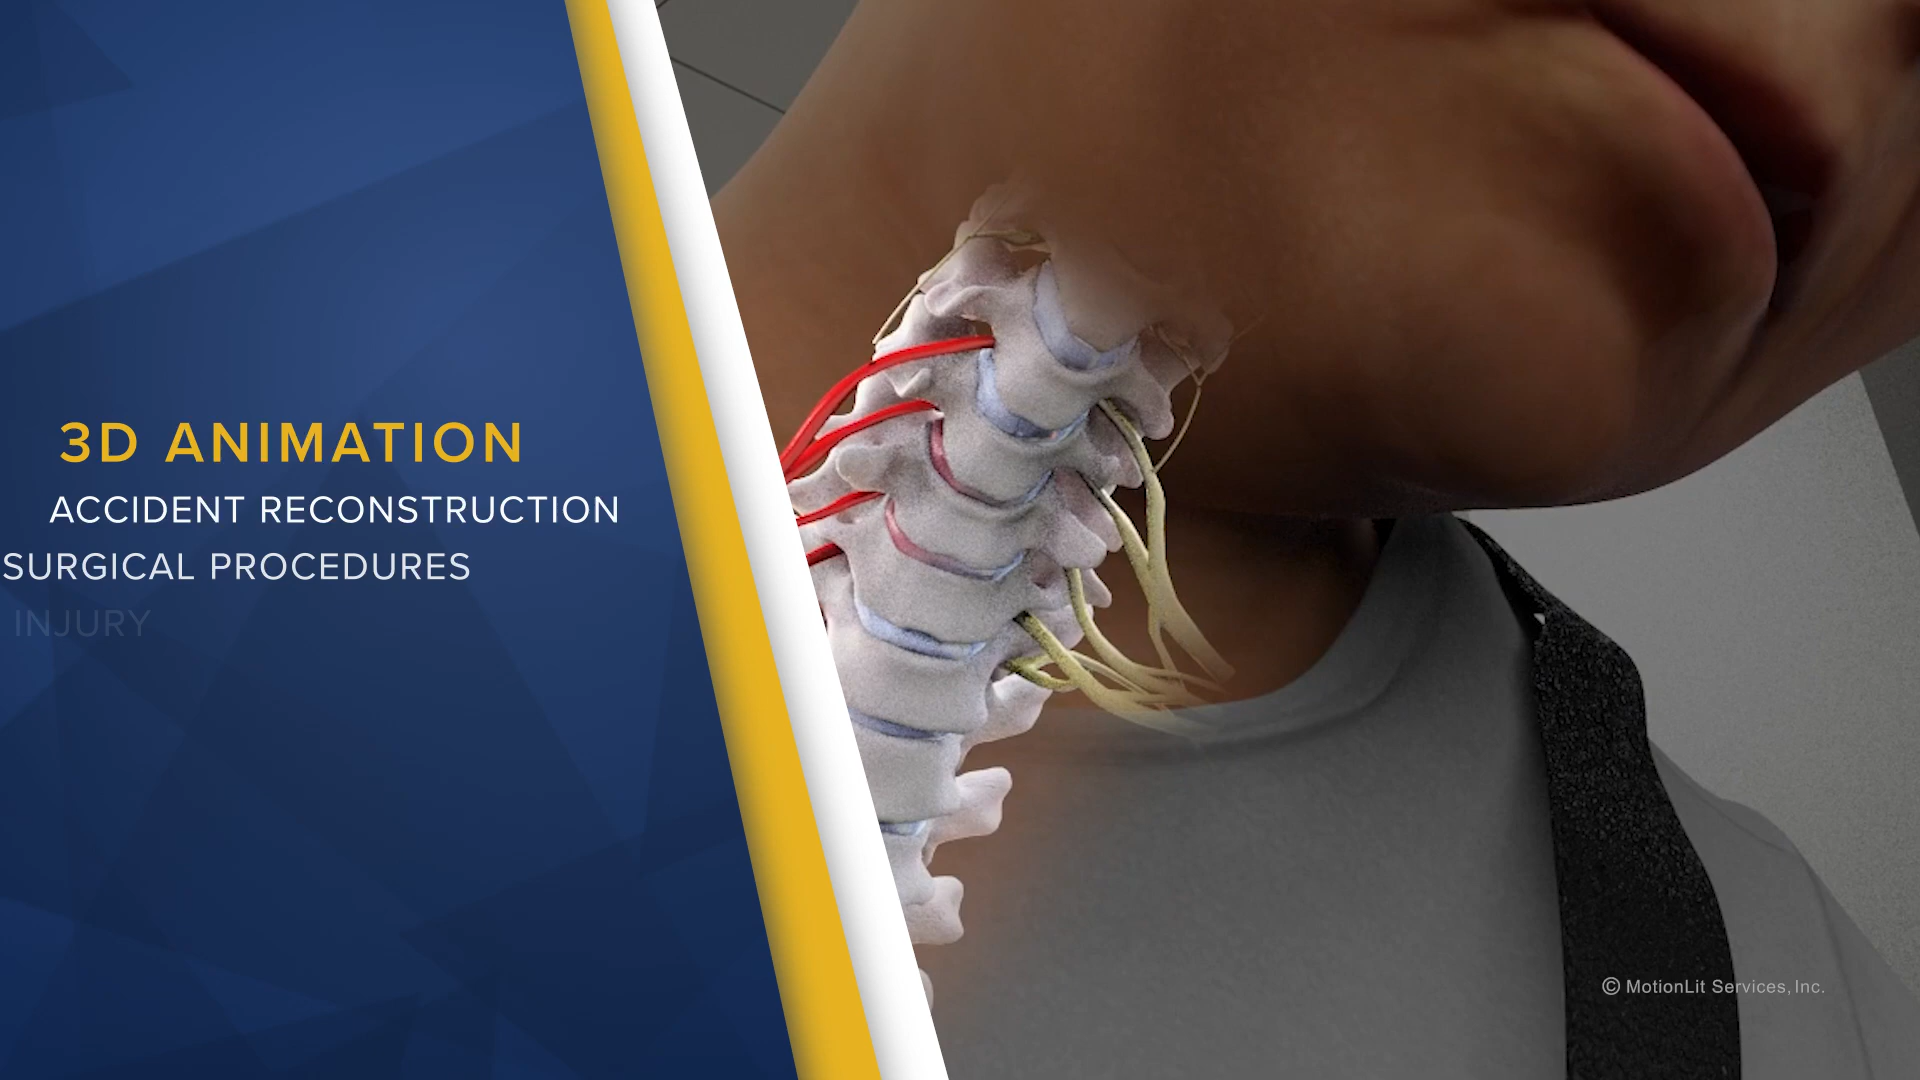 3D ANIMATION
ACCIDENT RECONSTRUCTION
SURGICAL PROCEDURES
INJURY
© MotionLit Services, Inc.